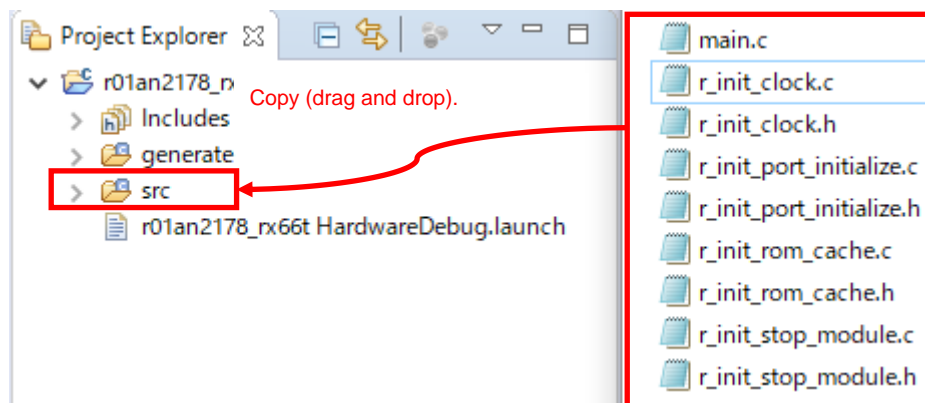 Project Explorer
r01an2178_r
Copy (drag and drop).
Includes
generate
src
r01an2178_rx66t HardwareDebug.launch
main.c
r_init_clock.c
r_init_clock.h
r_init_port_initialize.c
r_init_port_initialize.h
r_init_rom_cache.c
r_init_rom_cache.h
r_init_stop_module.c
r_init_stop_module.h